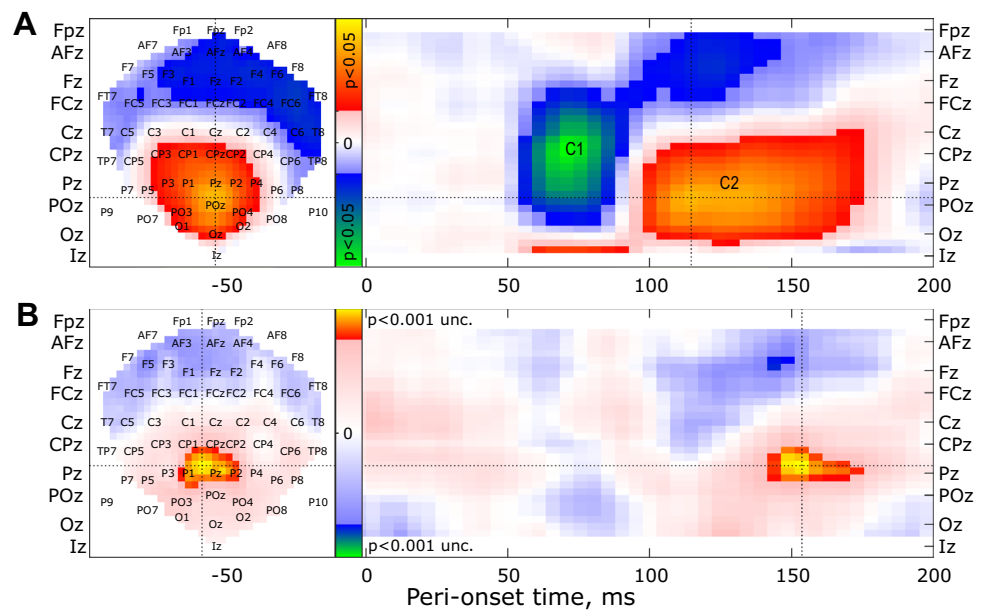 A
Fpz
AFz
Fz
FCz
Cz
CPz
Pz
POz
Oz
Iz
Fp1 Fpz Fp2
AF7 AF3 AFz AF4 AF8
F7 F5 F3 F1 Fz F2 F4 F6 F8
FT7 FC5 FC3 FC1 FCz FC2 FC4 FC6 FT8
T7 C5 C3 C1 Cz C2 C4 C6 T8
TP7 CP5 CP3 CP1 CPz CP2 CP4 CP6 TP8
P7 P5 P3 P1 Pz P2 P4 P6 P8
P9 PO7 PO3 POz PO4 PO8 P10
O1 Oz O2
Iz
p<0.05
0
p<0.05
C1
C2
Fpz
AFz
Fz
FCz
Cz
CPz
Pz
POz
Oz
Iz
-50 0 50 100 150 200
B
Fpz
AFz
Fz
FCz
Cz
CPz
Pz
POz
Oz
Iz
Fp1 Fpz Fp2
AF7 AF3 AFz AF4 AF8
F7 F5 F3 F1 Fz F2 F4 F6 F8
FT7 FC5 FC3 FC1 FCz FC2 FC4 FC6 FT8
T7 C5 C3 C1 Cz C2 C4 C6 T8
TP7 CP5 CP3 CP1 CPz CP2 CP4 CP6 TP8
P7 P5 P3 P1 Pz P2 P4 P6 P8
P9 PO7 PO3 POz PO4 PO8 P10
O1 Oz O2
Iz
p<0.001 unc.
0
p<0.001 unc.
Fpz
AFz
Fz
FCz
Cz
CPz
Pz
POz
Oz
Iz
-50 0 50 100 150 200
Peri-onset time, ms